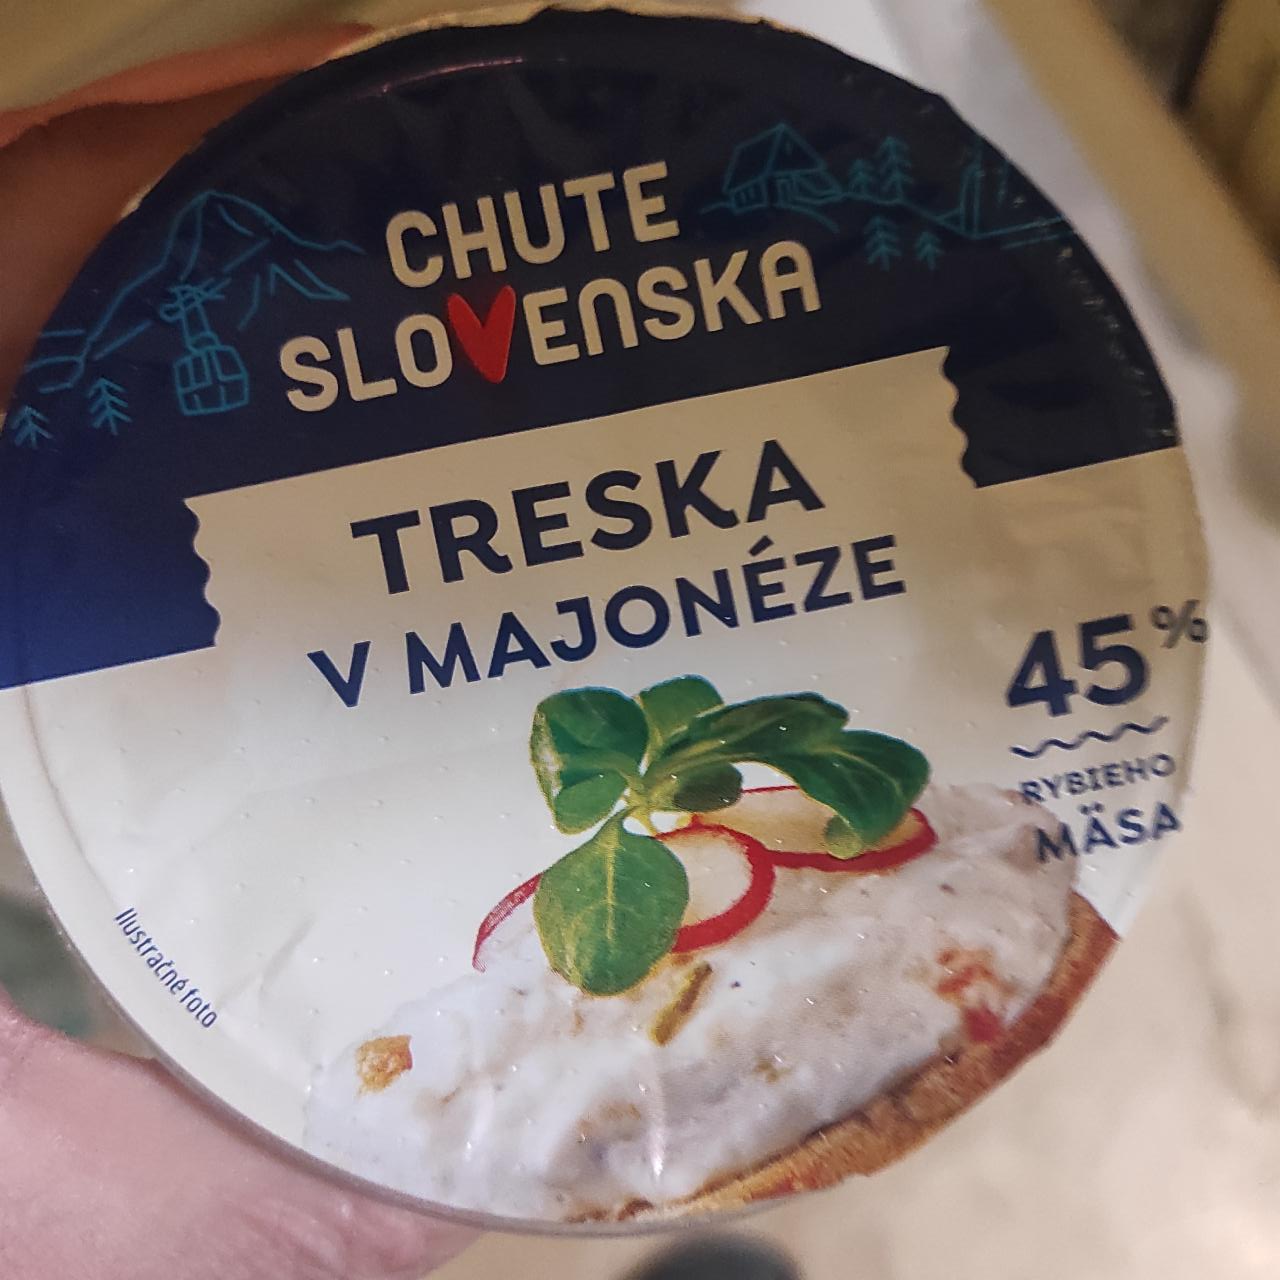 CHUTE
SLOVENSKA
TRESKA
V MAJONÉZE
45%
RYBIEHO
MÄSA
Ilustračné foto